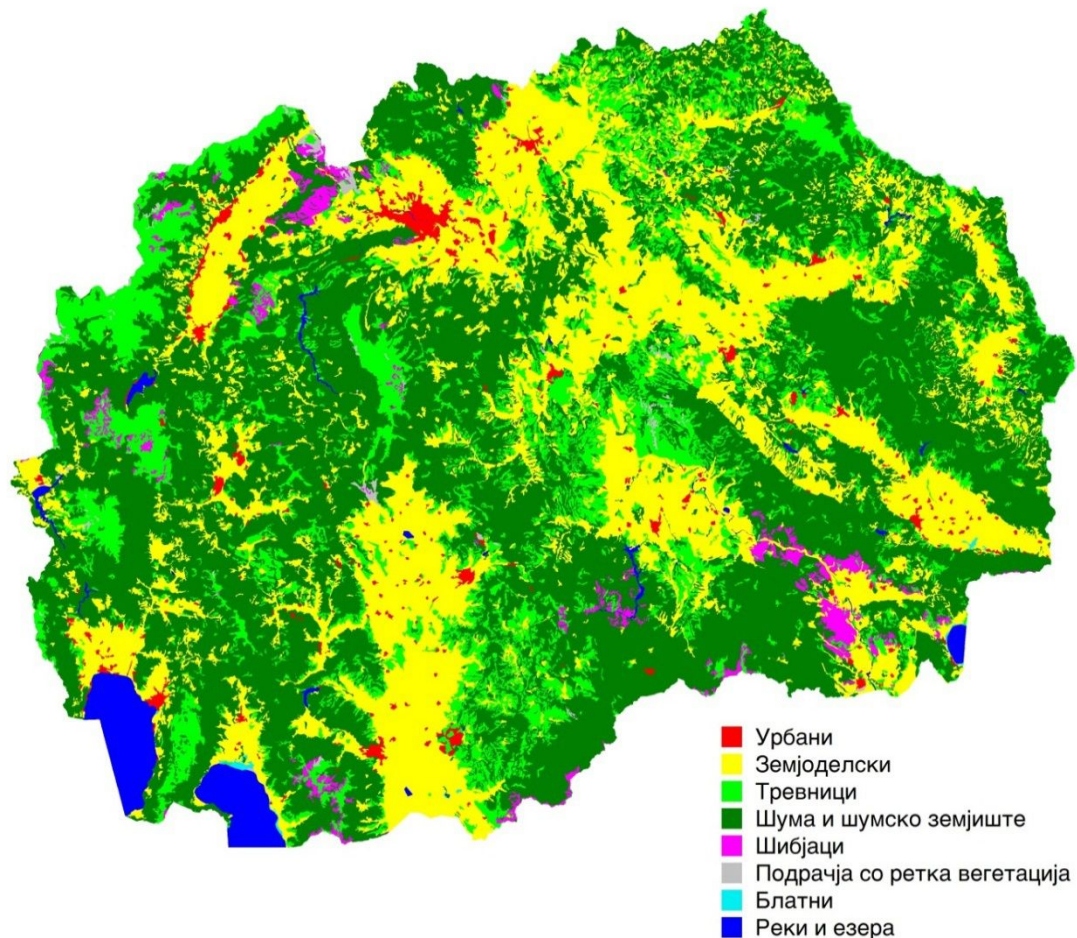 Урбани
Земјоделски
Тревници
Шума и шумско земјиште
Шибјаци
Подрачја со ретка вегетација
Блатни
Реки и езера